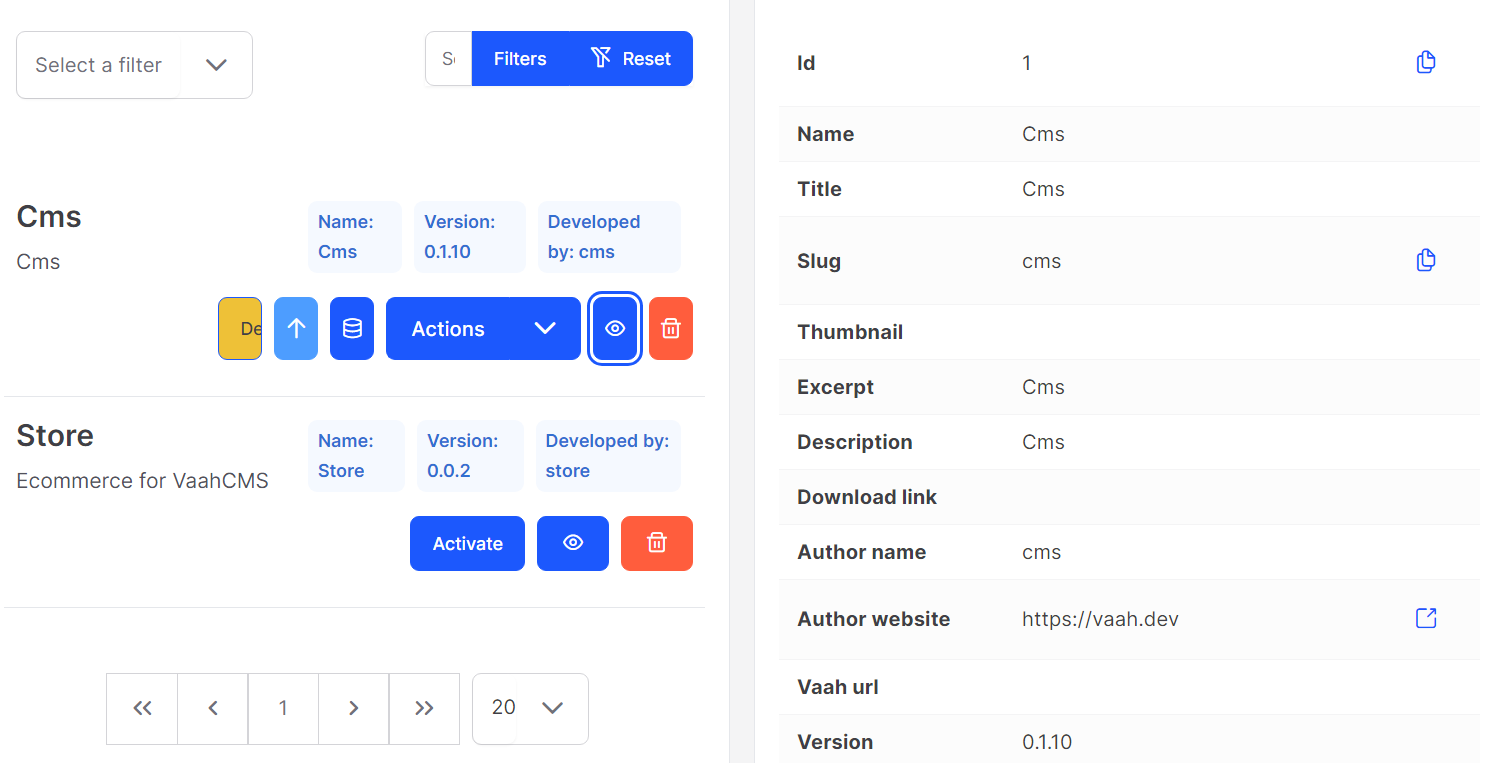 Select a filter
Filters
Reset
Cms
Cms
Name:
Cms
Version:
0.1.10
Developed
by: cms
De
Actions
Store
Ecommerce for VaahCMS
Name:
Store
Version:
0.0.2
Developed by:
store
Activate
1
20
Id 1
Name Cms
Title Cms
Slug cms
Thumbnail
Excerpt Cms
Description Cms
Download link
Author name cms
Author website https://vaah.dev
Vaah url
Version 0.1.10